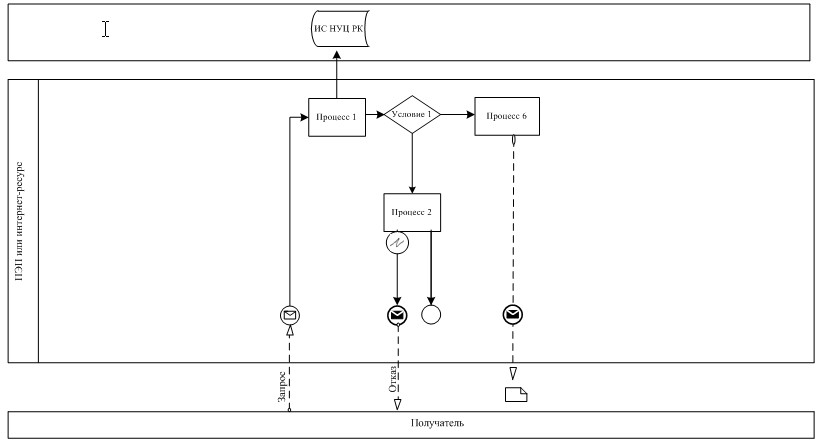 ИС НУЦ РК
Процесс 1
Условие 1
Процесс 6
Процесс 2
ПЭП или интернет-ресурс
Запрос
Отказ
Получатель